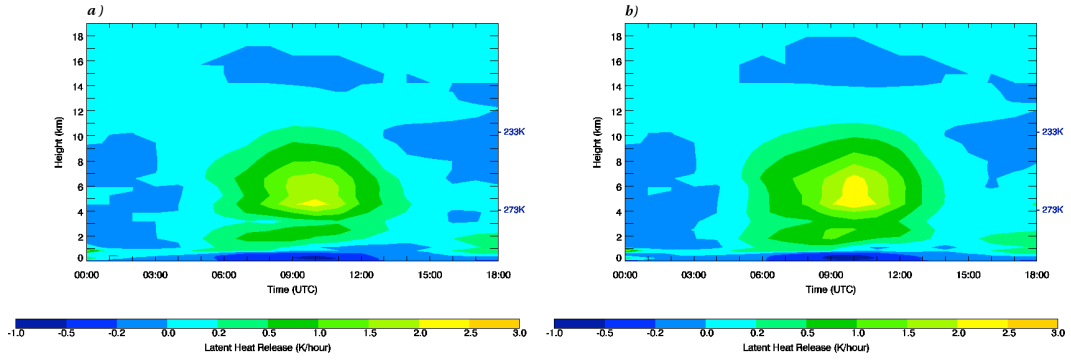 a)
18
16
14
12
10
8
6
4
2
0
Height (km)
233K
273K
00:00 03:00 06:00 09:00 12:00 15:00 18:00
Time (UTC)
-1.0 -0.5 -0.2 0.0 0.2 0.5 1.0 1.5 2.0 2.5 3.0
Latent Heat Release (K/hour)
b)
18
16
14
12
10
8
6
4
2
0
Height (km)
233K
273K
00:00 03:00 06:00 09:00 12:00 15:00 18:00
Time (UTC)
-1.0 -0.5 -0.2 0.0 0.2 0.5 1.0 1.5 2.0 2.5 3.0
Latent Heat Release (K/hour)